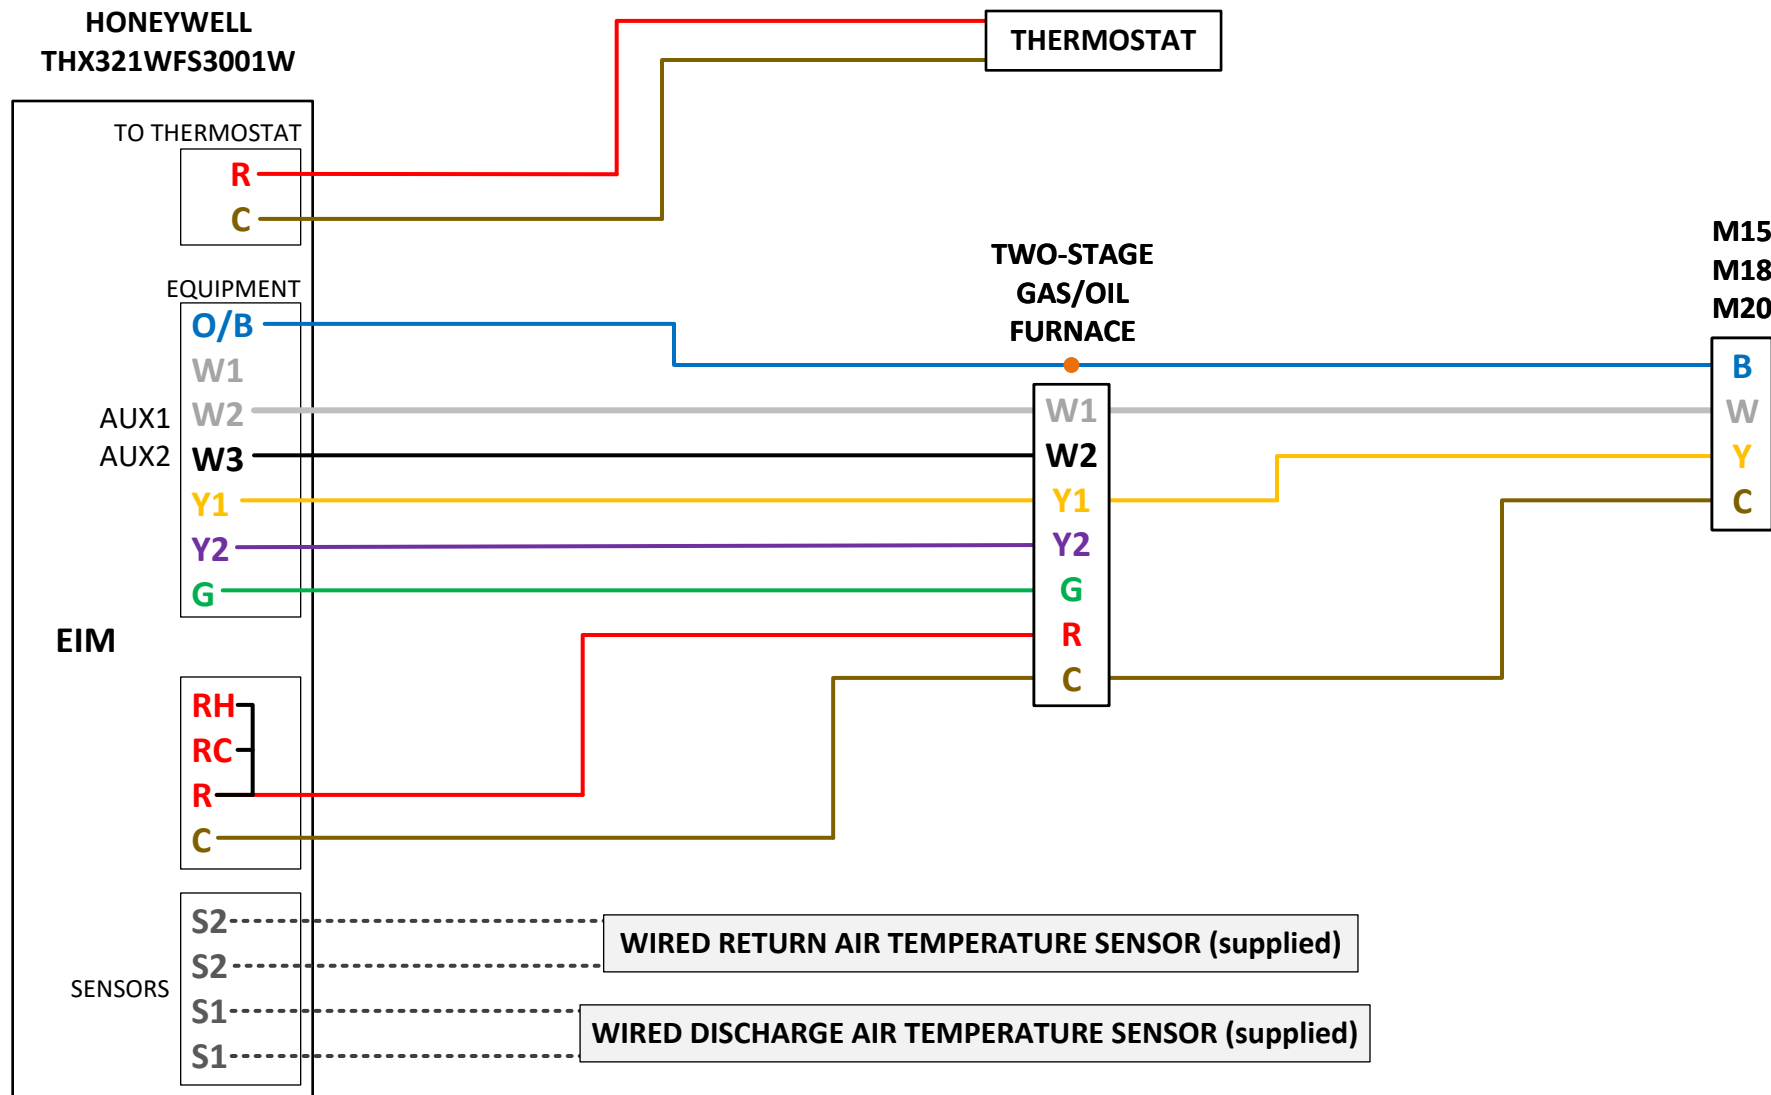 HONEYWELL
THX321WFS3001W
THERMOSTAT
TO THERMOSTAT
R
C
EQUIPMENT
O/B
W1
AUX1 W2
AUX2 W3
Y1
Y2
G
EIM
RH
RC
R
C
SENSORS
S2
S2
S1
S1
TWO-STAGE
GAS/OIL
FURNACE
W1
W2
Y1
Y2
G
R
C
M15
M18
M20
B
W
Y
C
WIRED RETURN AIR TEMPERATURE SENSOR (supplied)
WIRED DISCHARGE AIR TEMPERATURE SENSOR (supplied)